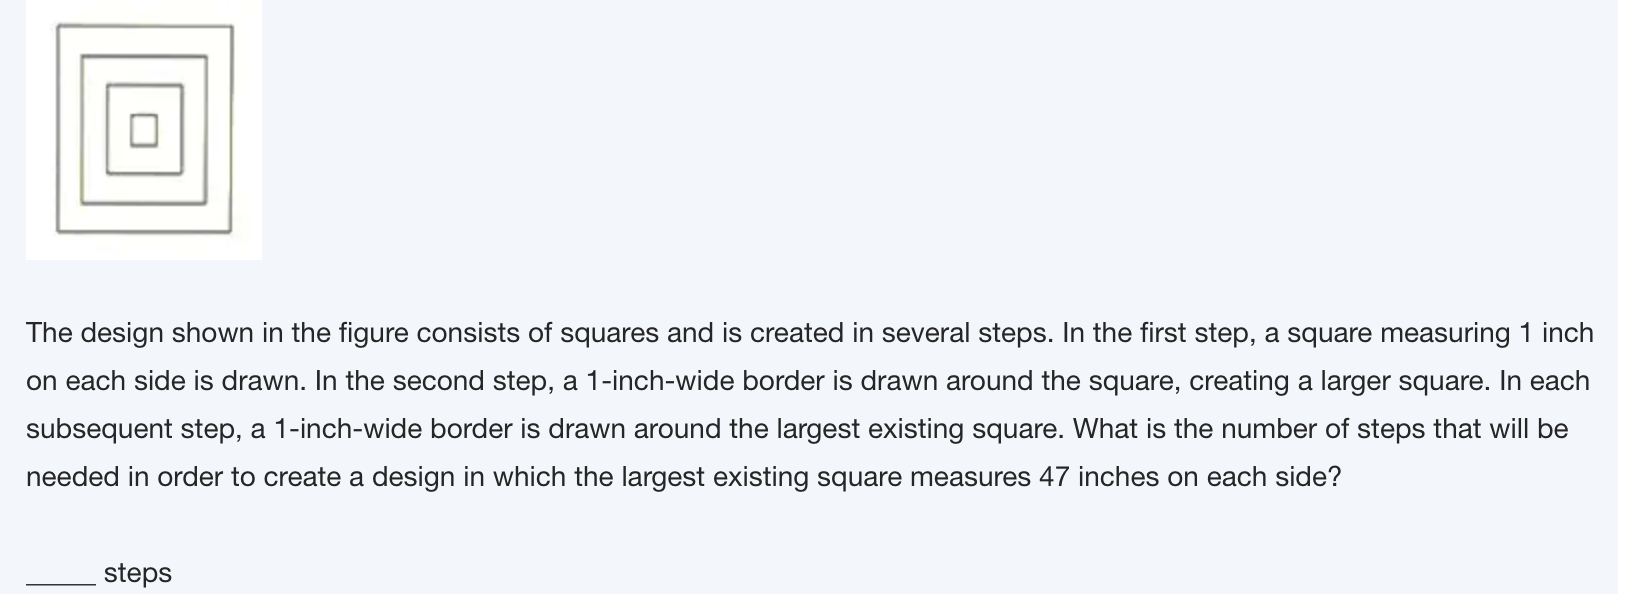 The design shown in the figure consists of squares and is created in several steps. In the first step, a square measuring 1 inch
on each side is drawn. In the second step, a 1-inch-wide border is drawn around the square, creating a larger square. In each
subsequent step, a 1-inch-wide border is drawn around the largest existing square. What is the number of steps that will be
needed in order to create a design in which the largest existing square measures 47 inches on each side?
_____ steps